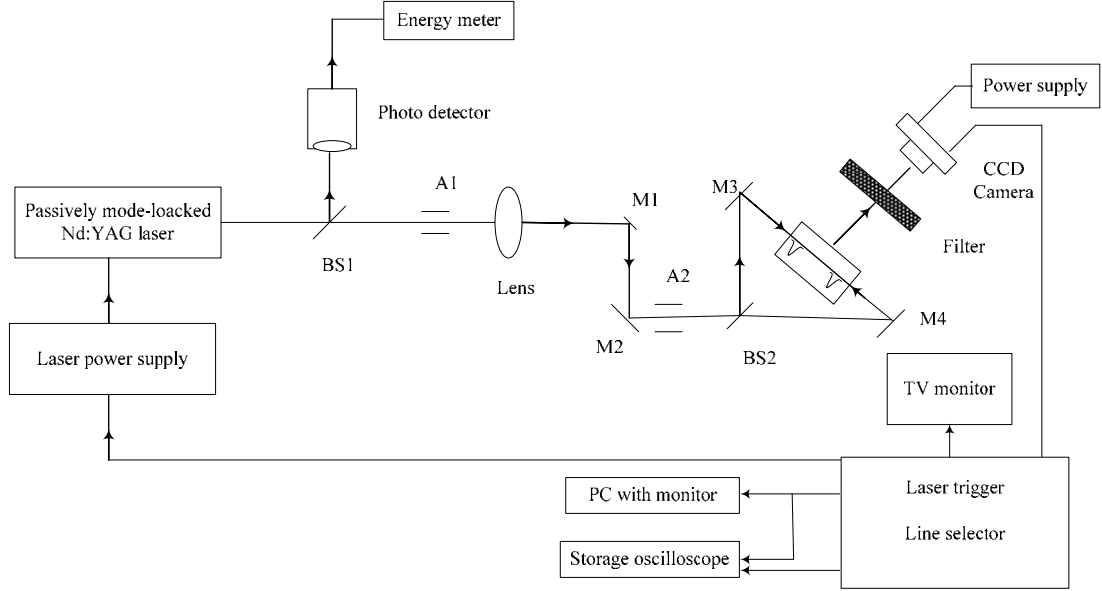 Energy meter
Power supply
Photo detector
CCD
Camera
A1
M1
M3
Passively mode-loacked
Nd:YAG laser
Filter
BS1
Lens
A2
M4
M2
BS2
Laser power supply
TV monitor
Laser trigger
PC with monitor
Line selector
Storage oscilloscope